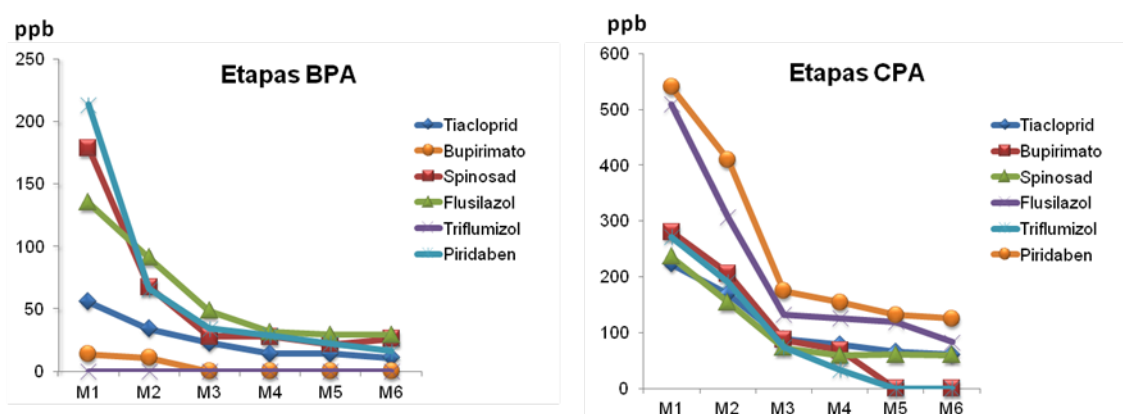 ppb
Etapas BPA
250
200
150
100
50
0
M1 M2 M3 M4 M5 M6
Tiacloprid
Bupirimato
Spinosad
Flusilazol
Triflumizol
Piridaben
ppb
Etapas CPA
600
500
400
300
200
100
0
M1 M2 M3 M4 M5 M6
Tiacloprid
Bupirimato
Spinosad
Flusilazol
Triflumizol
Piridaben